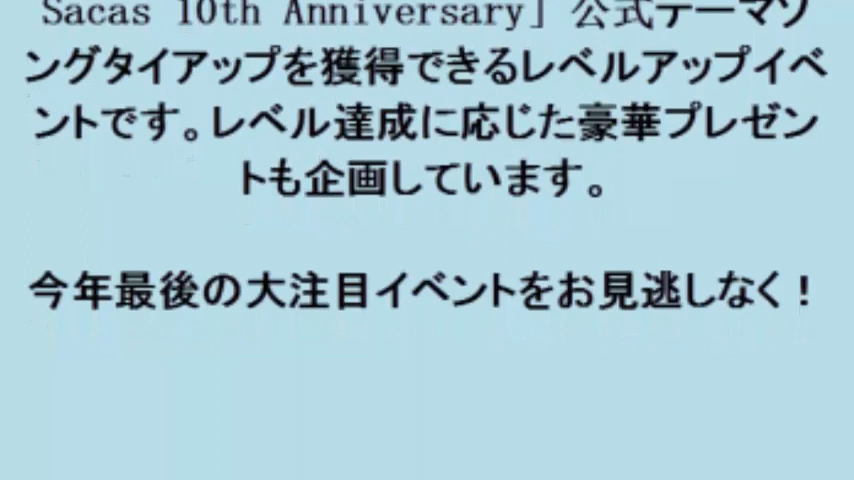 Sacas 10th Anniversary」公式テーマソ
ングタイアップを獲得できるレベルアップイベ
ントです。レベル達成に応じた豪華プレゼン
トも企画しています。
今年最後の大注目イベントをお見逃しなく！